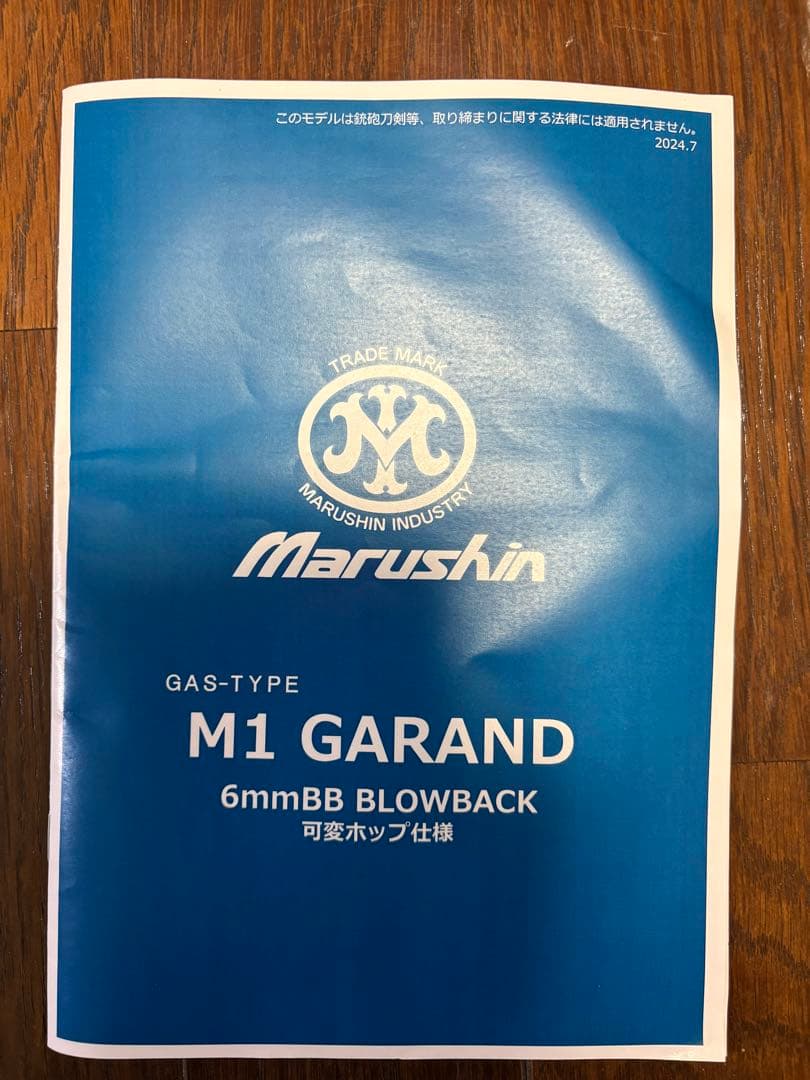 このモデルは銃砲刀剣等、取り締まりに関する法律には適用されません。
2024.7
TRADE MARK
M
MARUSHIN INDUSTRY
Marushin
GAS-TYPE
M1 GARAND
6mmBB BLOWBACK
可変ホップ仕様